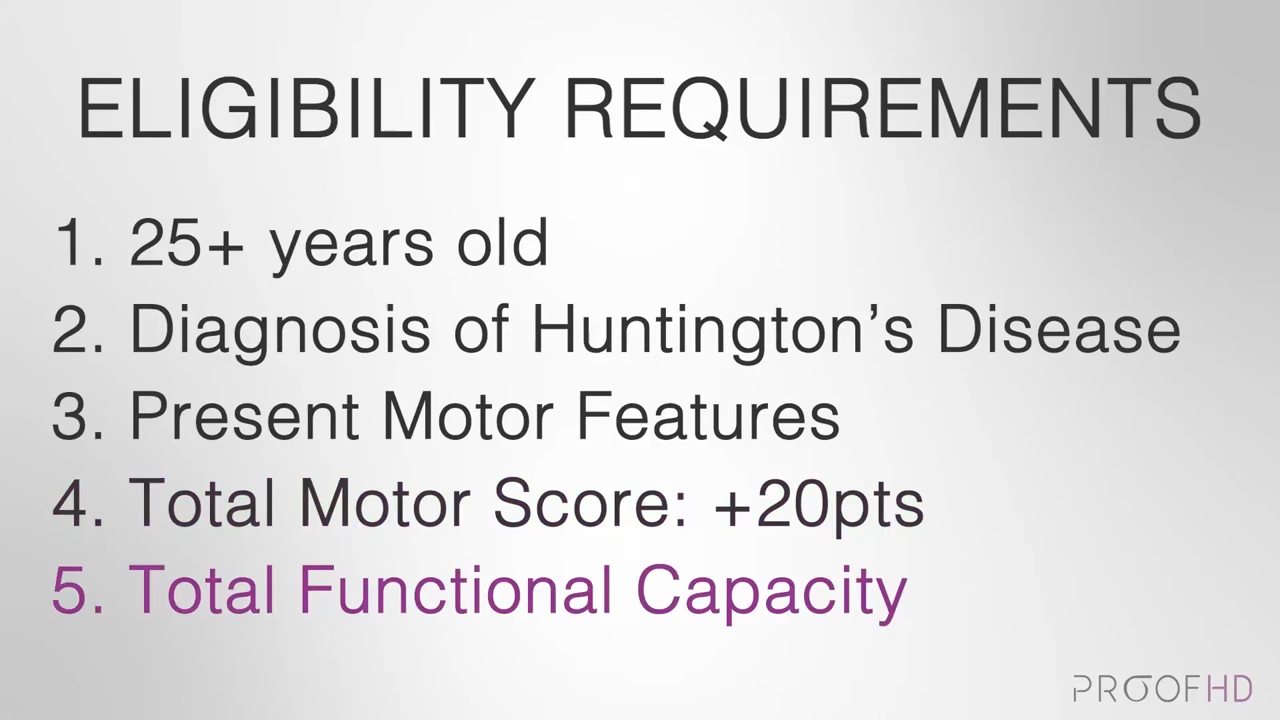 ELIGIBILITY REQUIREMENTS
1. 25+ years old
2. Diagnosis of Huntington’s Disease
3. Present Motor Features
4. Total Motor Score: +20pts
5. Total Functional Capacity
PROOFHD